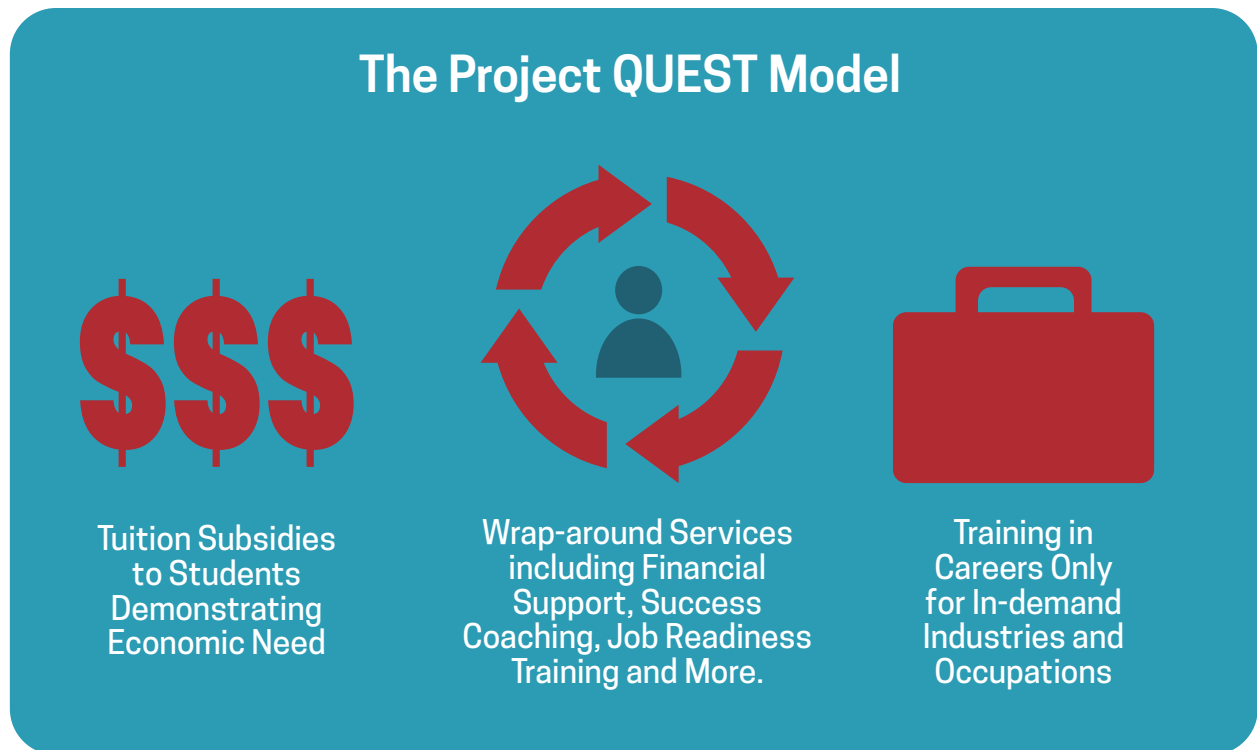 The Project QUEST Model
$$$
Tuition Subsidies
to Students
Demonstrating
Economic Need
Wrap-around Services
including Financial
Support, Success
Coaching, Job Readiness
Training and More.
Training in
Careers Only
for In-demand
Industries and
Occupations